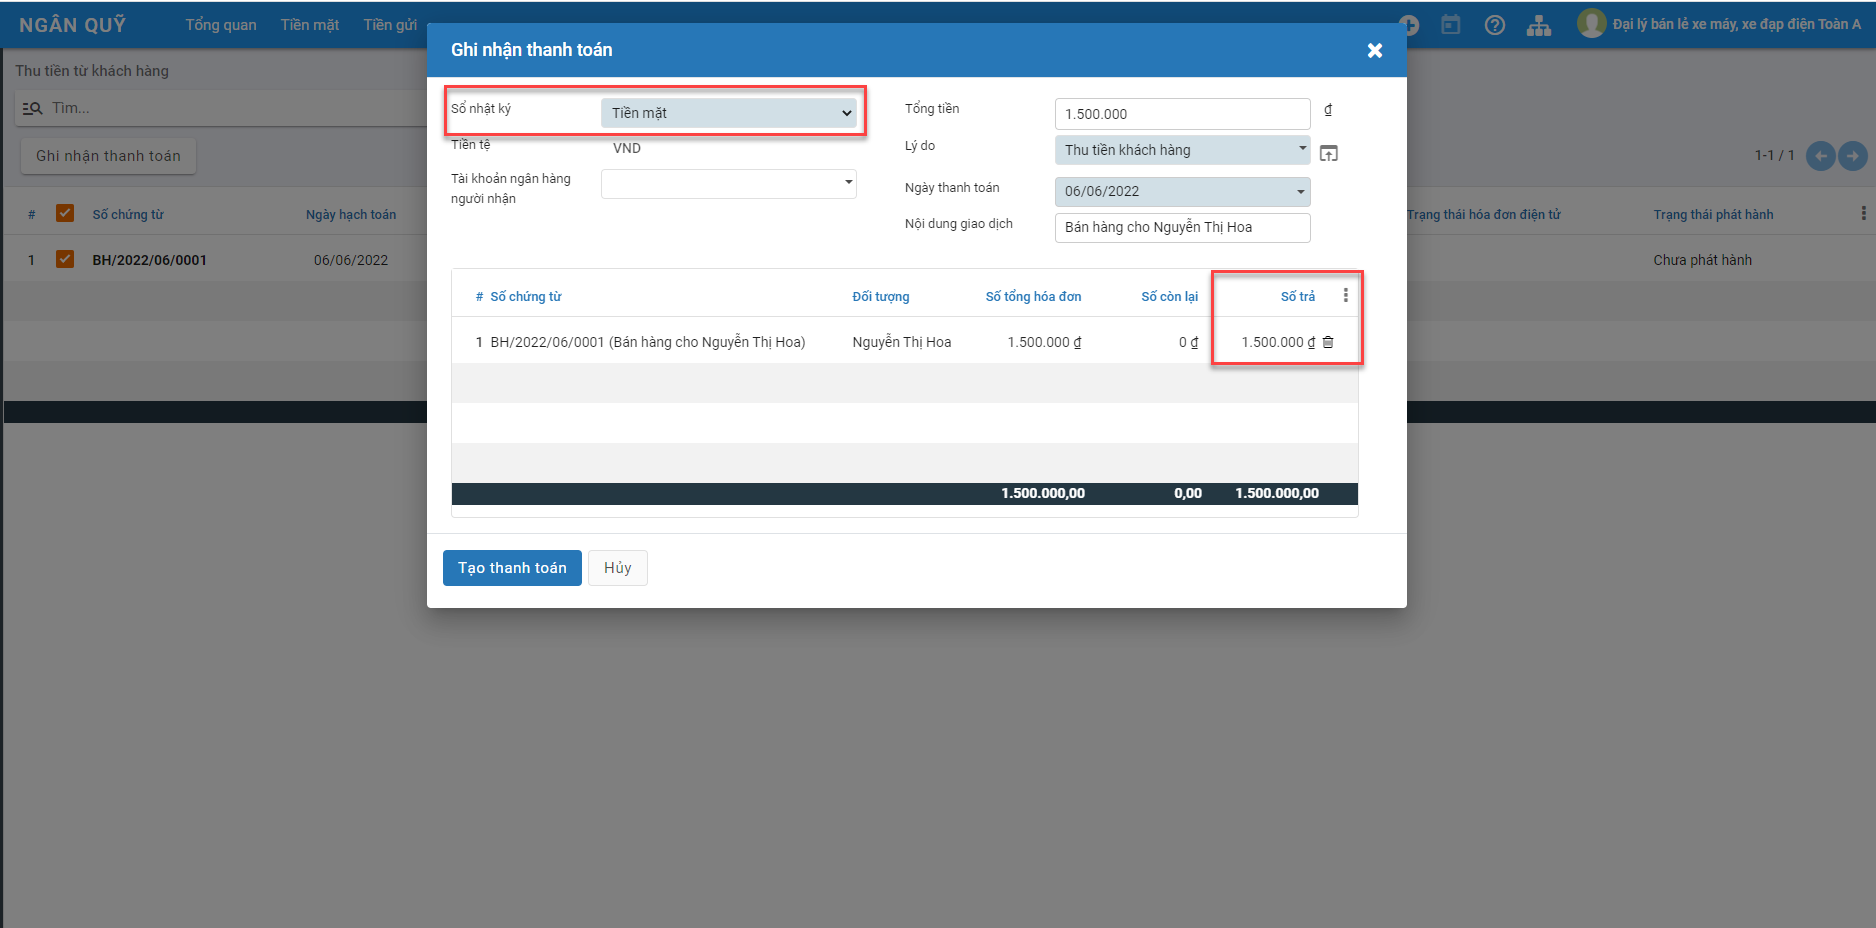 NGÂN QUỸ Tổng quan Tiền mặt Tiền gửi Đại lý bán lẻ xe máy, xe đạp điện Toàn A
Thu tiền từ khách hàng
Tìm...
Ghi nhận thanh toán
1-1 / 1
# Số chứng từ Ngày hạch toán Trạng thái hóa đơn điện tử Trạng thái phát hành
1 BH/2022/06/0001 06/06/2022 Chưa phát hành
Ghi nhận thanh toán
Sổ nhật ký Tiền mặt Tổng tiền 1.500.000 ₫
Tiền tệ VND Lý do Thu tiền khách hàng
Tài khoản ngân hàng
người nhận
Ngày thanh toán 06/06/2022
Nội dung giao dịch Bán hàng cho Nguyễn Thị Hoa
# Số chứng từ Đối tượng Số tổng hóa đơn Số còn lại Số trả
1 BH/2022/06/0001 (Bán hàng cho Nguyễn Thị Hoa) Nguyễn Thị Hoa 1.500.000 ₫ 0 ₫ 1.500.000 ₫
1.500.000,00 0,00 1.500.000,00
Tạo thanh toán Hủy